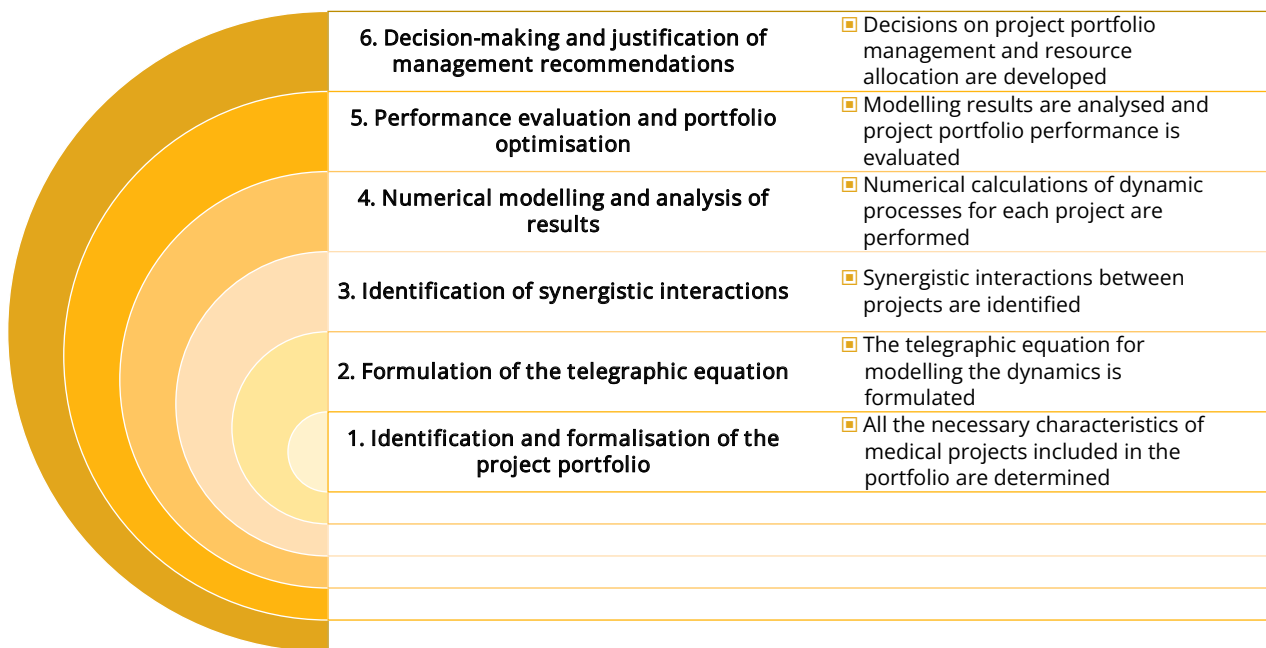 6. Decision-making and justification of
management recommendations
Decisions on project portfolio
management and resource
allocation are developed
5. Performance evaluation and portfolio
optimisation
Modelling results are analysed and
project portfolio performance is
evaluated
4. Numerical modelling and analysis of
results
Numerical calculations of dynamic
processes for each project are
performed
3. Identification of synergistic interactions
Synergistic interactions between
projects are identified
2. Formulation of the telegraphic equation
The telegraphic equation for
modelling the dynamics is
formulated
1. Identification and formalisation of the
project portfolio
All the necessary characteristics of
medical projects included in the
portfolio are determined